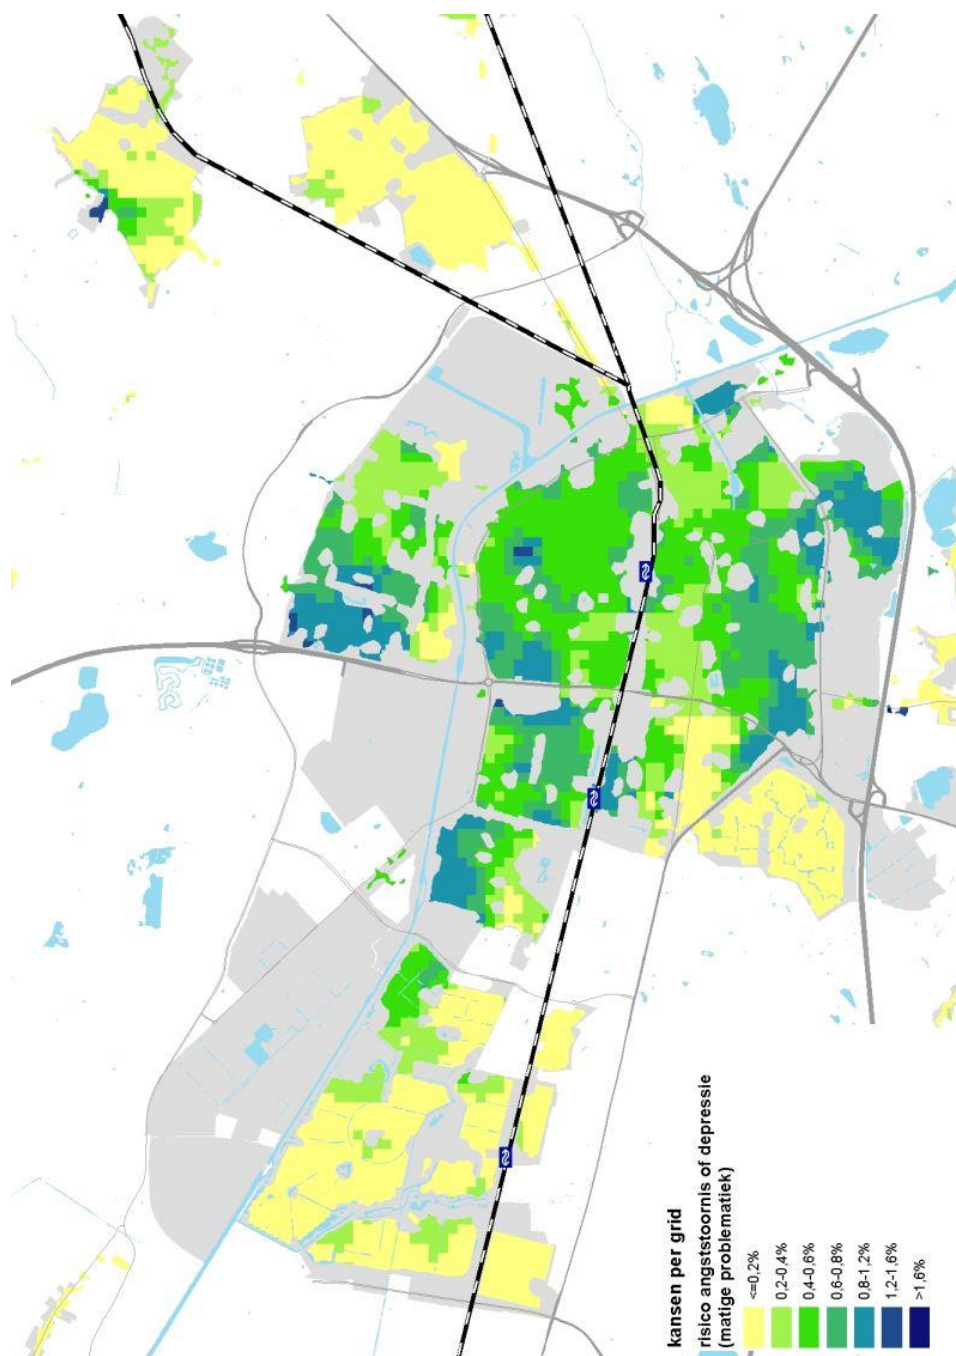 kansen per grid
risico angststoornis of depressie
(matige problematiek)
<=0,2%
0,2-0,4%
0,4-0,6%
0,6-0,8%
0,8-1,2%
1,2-1,6%
>1,6%